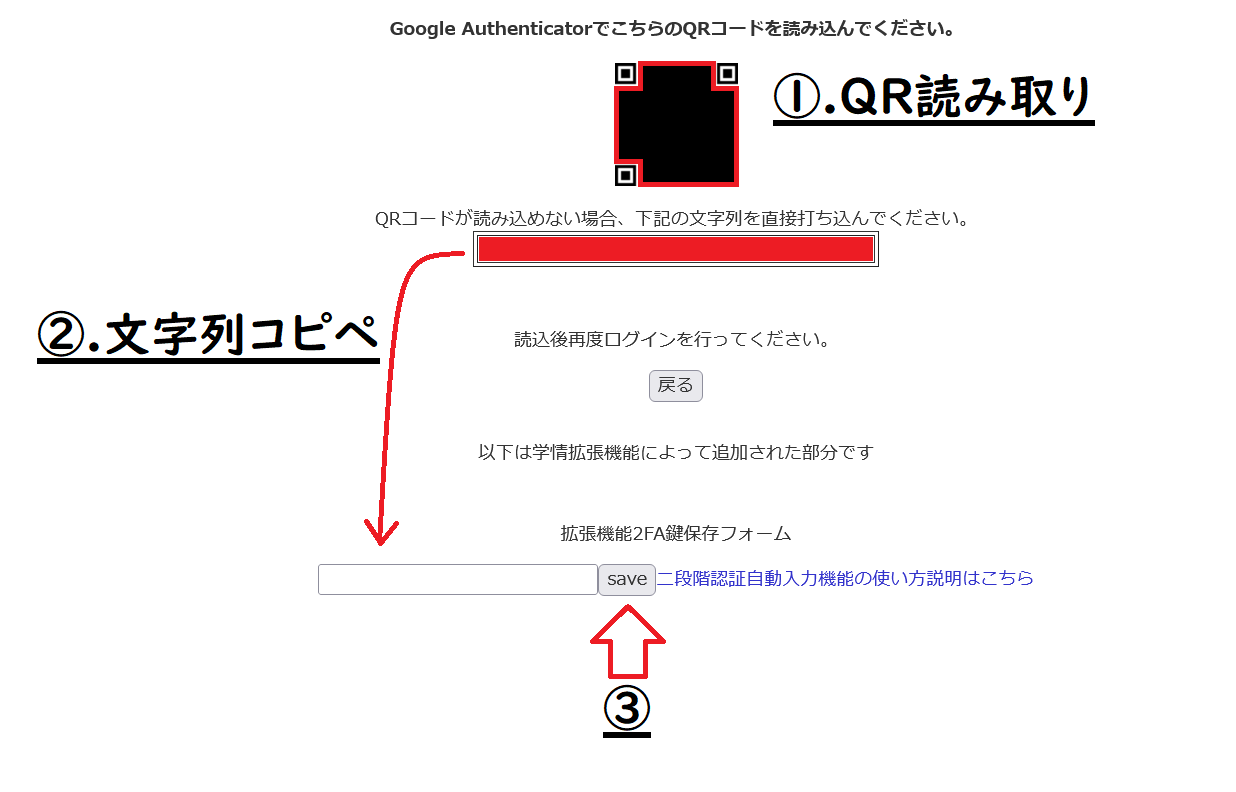 Google AuthenticatorでこちらのQRコードを読み込んでください。
①.QR読み取り
QRコードが読み込めない場合、下記の文字列を直接打ち込んでください。
②.文字列コピペ
読込後再度ログインを行ってください。
戻る
以下は学情拡張機能によって追加された部分です
拡張機能2FA鍵保存フォーム
save二段階認証自動入力機能の使い方説明はこちら
③